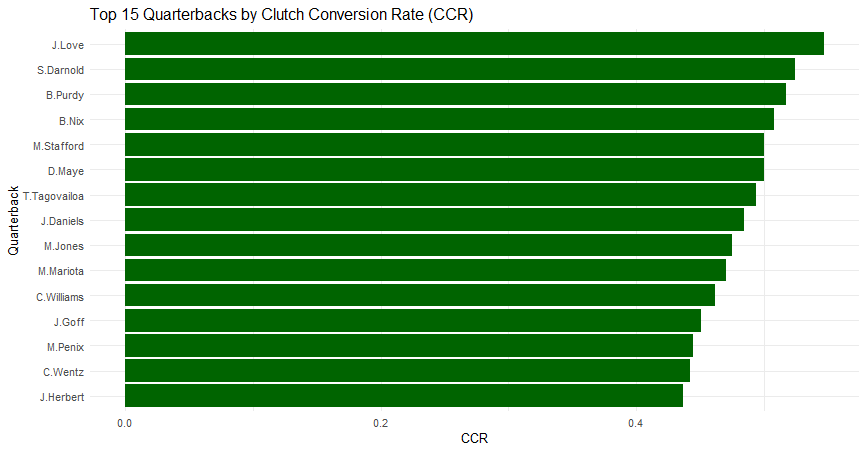 Top 15 Quarterbacks by Clutch Conversion Rate (CCR)
Quarterback
J.Love
S.Darnold
B.Purdy
B.Nix
M.Stafford
D.Maye
T.Tagovailoa
J.Daniels
M.Jones
M.Mariota
C.Williams
J.Goff
M.Penix
C.Wentz
J.Herbert
0.0 0.2 0.4
CCR